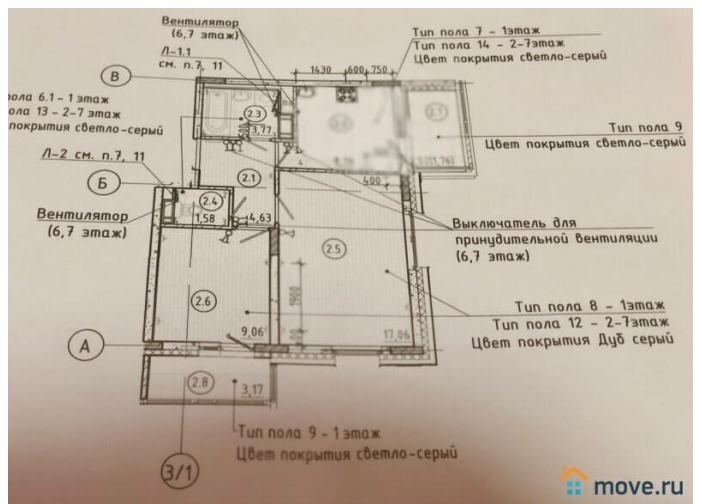 Вентилятор
(6,7 этаж)
Л-1.1
см. п.7, 11
Тип пола 7 - 1этаж
Тип пола 14 - 2-7этаж
Цвет покрытия светло-серый
1430 600 750
В
пола 6.1 - 1 этаж
пола 13 - 2-7 этаж
покрытия светло-серый
2.3
3,77
Тип пола 9
Цвет покрытия светло-серый
Л-2 см. п.7, 11
Б
2.1
4
400
2.4
1,58
4,63
Вентилятор
(6,7 этаж)
Выключатель для
принудительной вентиляции
(6,7 этаж)
2.5
2.6
1900
9,06
17,06
Тип пола 8 - 1этаж
Тип пола 12 - 2-7этаж
Цвет покрытия Дуб серый
А
2.8
3,17
Тип пола 9 - 1 этаж
Цвет покрытия светло-серый
3/1
move.ru